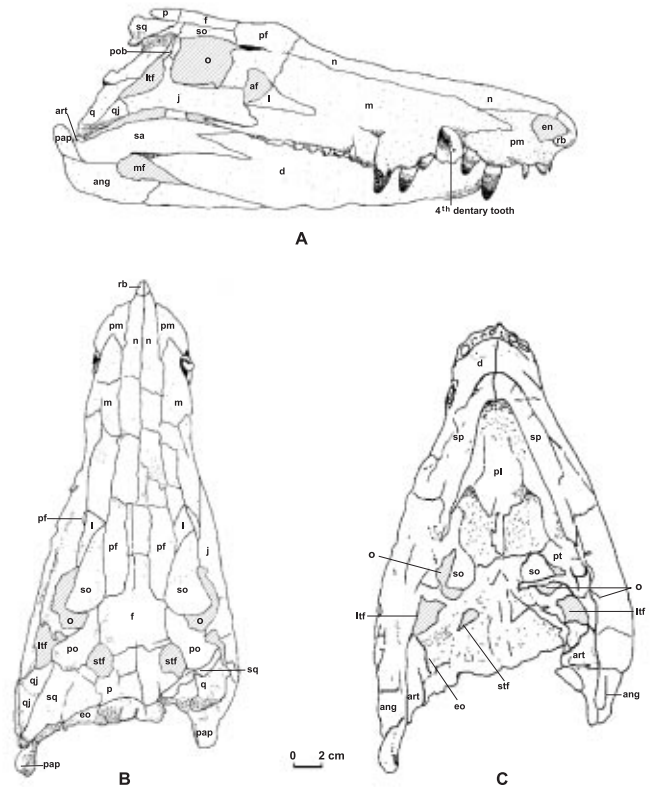 p f
sq so pf
pob
n
ltf o
af l
j
m
n
art
q qj
pap
sa
en
pm rb
mf
ang
d
4th dentary tooth
A
rb
pm pm
n n
m m
pf
l l
pf pf
j
so so
o o
f
ltf
po po
stf stf
sq
qj
sq p q
qj
eo
pap
pap
B
0 2 cm
d
sp sp
pl
pt
o so so o
ltf ltf
art
stf
eo
art
ang ang
C